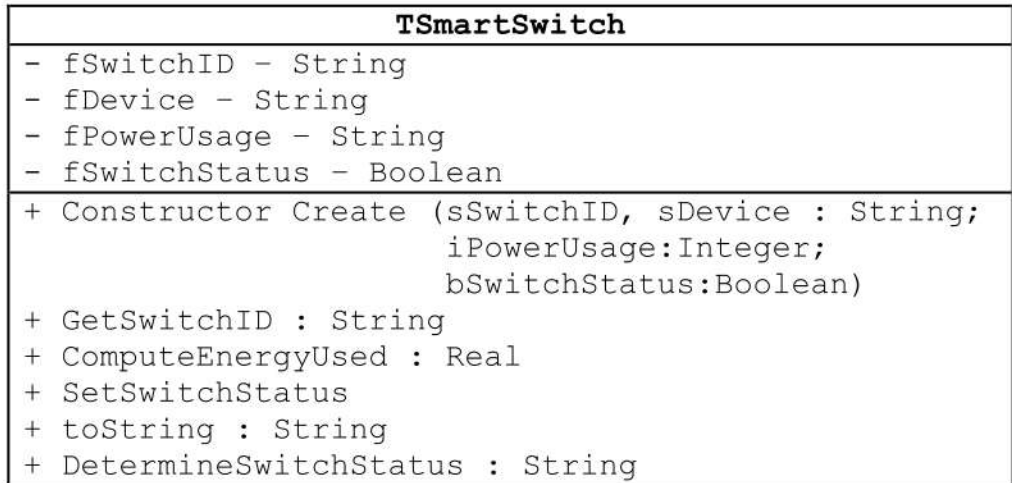 TSmartSwitch
- fSwitchID – String
- fDevice – String
- fPowerUsage – String
- fSwitchStatus – Boolean
+ Constructor Create (sSwitchID, sDevice : String;
iPowerUsage:Integer;
bSwitchStatus:Boolean)
+ GetSwitchID : String
+ ComputeEnergyUsed : Real
+ SetSwitchStatus
+ toString : String
+ DetermineSwitchStatus : String